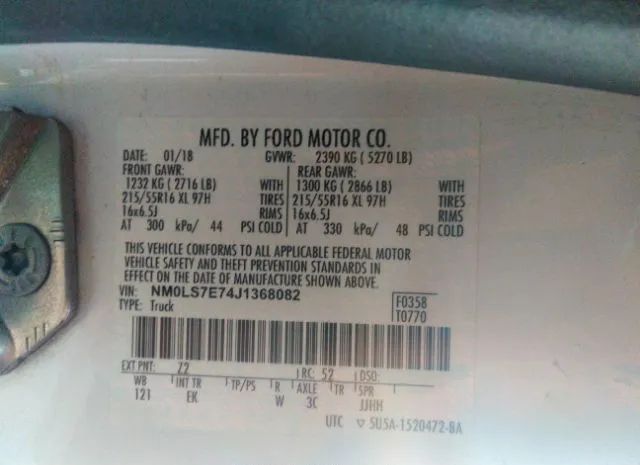 MFD. BY FORD MOTOR CO.
DATE: 01/18 GVWR: 2390 KG ( 5270 LB)
FRONT GAWR: REAR GAWR:
1232 KG ( 2716 LB) WITH 1300 KG ( 2866 LB) WITH
215/55R16 XL 97H TIRES 215/55R16 XL 97H TIRES
16x6.5J RIMS 16x6.5J RIMS
AT 300 kPa/ 44 PSI COLD AT 330 kPa/ 48 PSI COLD
THIS VEHICLE CONFORMS TO ALL APPLICABLE FEDERAL MOTOR
VEHICLE SAFETY AND THEFT PREVENTION STANDARDS IN
EFFECT ON THE DATE OF MANUFACTURE SHOWN ABOVE.
VIN: NM0LS7E74J1368082 F0358
TYPE: Truck T0770
EXT PNT: Z2 RC: 52 DSO:
WB INT TR TP/PS R AXLE TR SPR
121 EK W 3C JJHH
UTC ▽ SU5A-1520472-BA